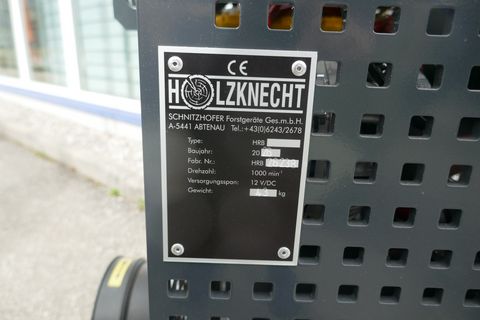 CE
HOLZKNECHT
SCHNITZHOFER Forstgeräte Ges.m.b.H.
A-5441 ABTENAU Tel.:+43(0)6243/2678
Type: HRB
Baujahr: 20
Fabr. Nr.: HRB
Drehzahl: 1000 min⁻¹
Versorgungsspan: 12 V/DC
Gewicht: kg